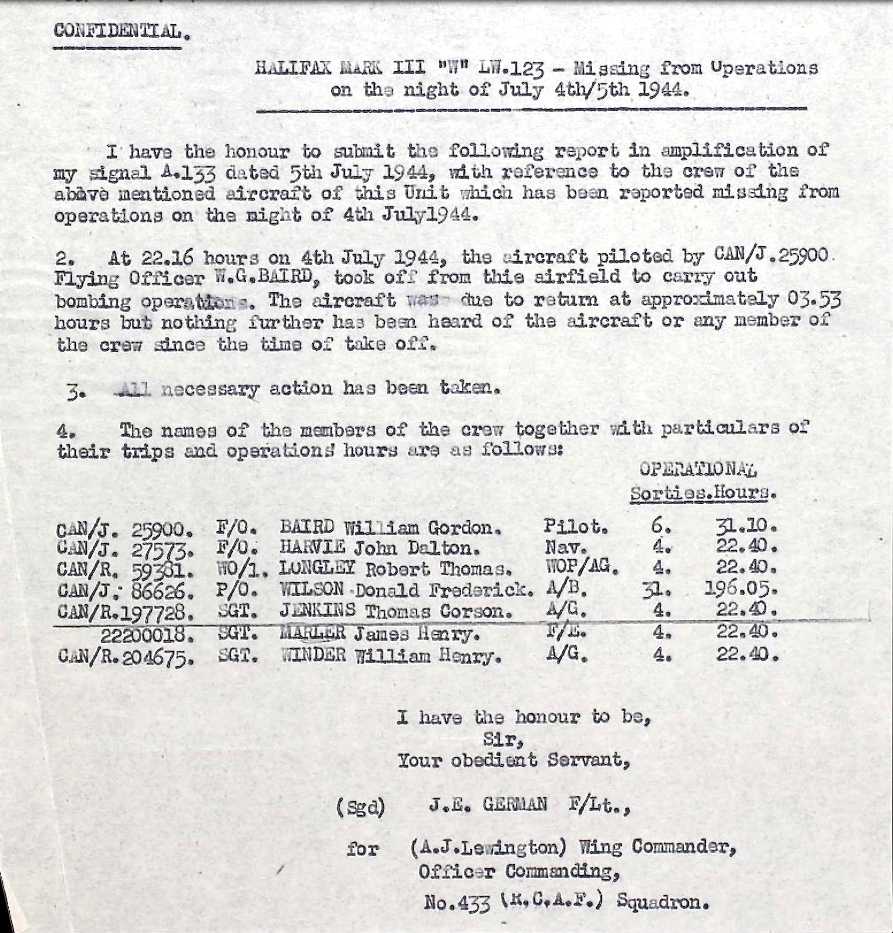 CONFIDENTIAL.
HALIFAX MARK III "W" LW.123 - Missing from Operations
on the night of July 4th/5th 1944.
I have the honour to submit the following report in amplification of
my signal A.133 dated 5th July 1944, with reference to the crew of the
above mentioned aircraft of this Unit which has been reported missing from
operations on the night of 4th July1944.
2. At 22.16 hours on 4th July 1944, the aircraft piloted by CAN/J.25900.
Flying Officer W.G.BAIRD, took off from this airfield to carry out
bombing operations. The aircraft was due to return at approximately 03.53
hours but nothing further has been heard of the aircraft or any member of
the crew since the time of take off.
3. All necessary action has been taken.
4. The names of the members of the crew together with particulars of
their trips and operations hours are as follows:
OPERATIONAL
Sorties.Hours.
CAN/J. 25900. F/O. BAIRD William Gordon. Pilot. 6. 31.10.
CAN/J. 27573. F/O. HARVIE John Dalton. Nav. 4. 22.40.
CAN/R. 59381. WO/1. LONGLEY Robert Thomas. WOP/AG. 4. 22.40.
CAN/J. 86626. P/O. WILSON Donald Frederick. A/B. 31. 196.05.
CAN/R.197728. SGT. JENKINS Thomas Corson. A/G. 4. 22.40.
22200018. SGT. MARLER James Henry. F/E. 4. 22.40.
CAN/R.204675. SGT. WINDER William Henry. A/G. 4. 22.40.
I have the honour to be,
Sir,
Your obedient Servant,
(Sgd) J.E. GERMAN F/Lt.,
for (A.J.Lewington) Wing Commander,
Officer Commanding,
No.433 (R.C.A.F.) Squadron.